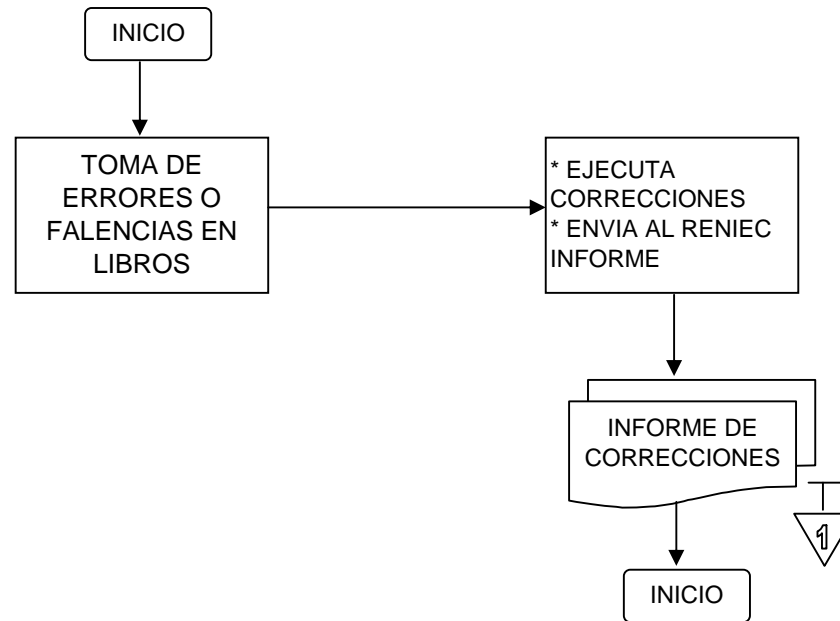 INICIO
TOMA DE
ERRORES O
FALENCIAS EN
LIBROS
* EJECUTA
CORRECCIONES
* ENVIA AL RENIEC
INFORME
INFORME DE
CORRECCIONES
1
INICIO